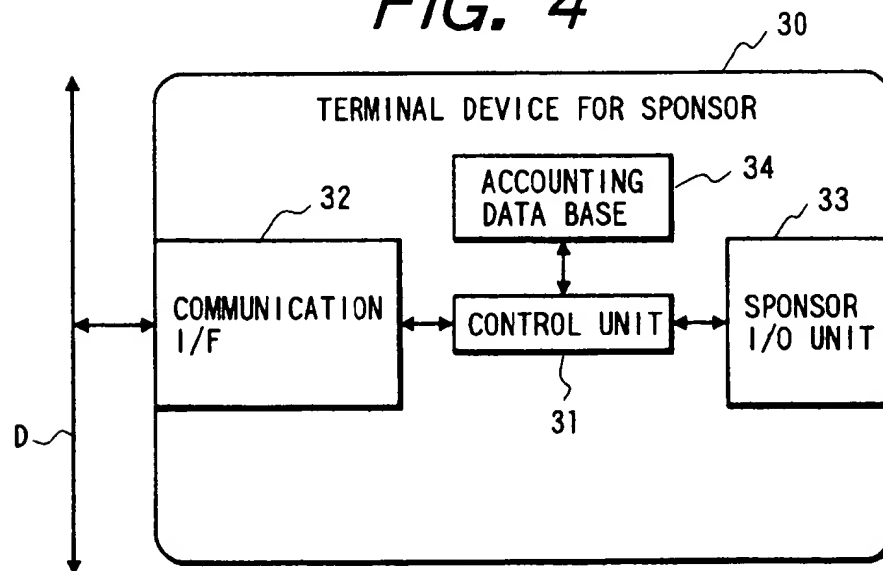 FIG. 4
30
TERMINAL DEVICE FOR SPONSOR
ACCOUNTING
DATA BASE
34
32
33
COMMUNICATION
I/F
CONTROL UNIT
SPONSOR
I/O UNIT
31
D